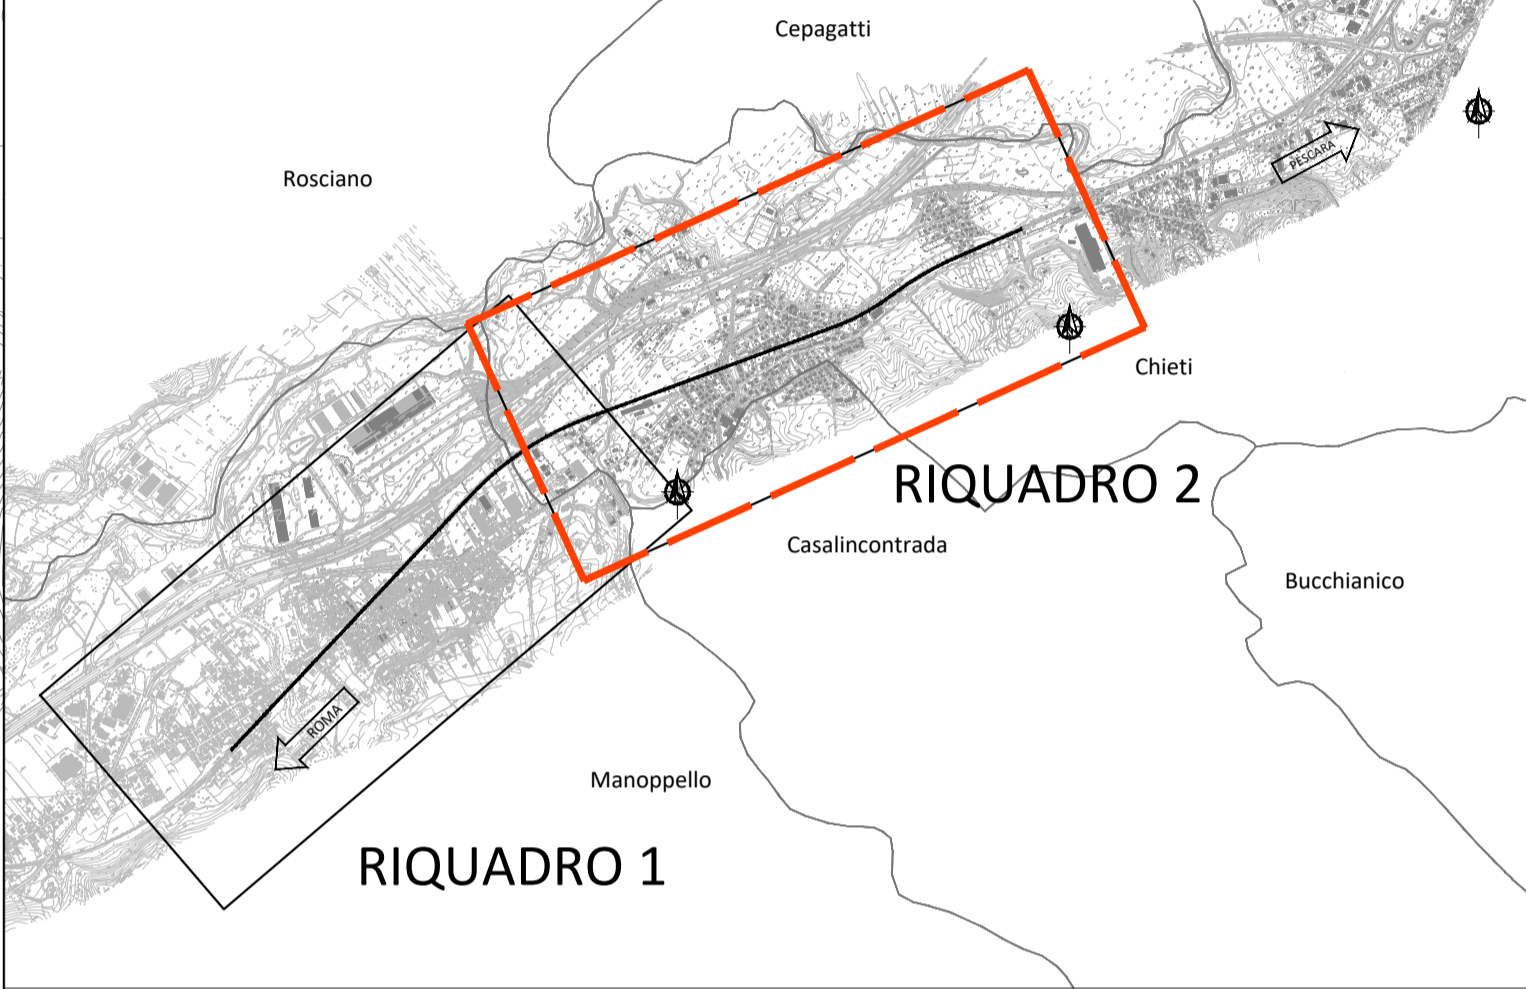 Cepagatti
PESCARA
Rosciano
Chieti
RIQUADRO 2
Casalincontrada
Bucchianico
ROMA
Manoppello
RIQUADRO 1